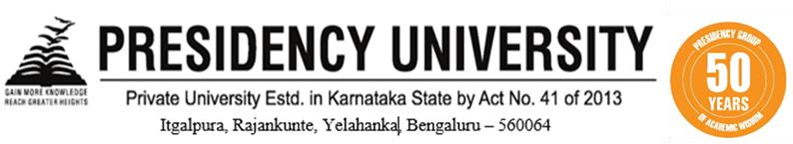 GAIN MORE KNOWLEDGE
REACH GREATER HEIGHTS
PRESIDENCY UNIVERSITY
Private University Estd. in Karnataka State by Act No. 41 of 2013
Itgalpura, Rajankunte, Yelahanka, Bengaluru – 560064
PRESIDENCY GROUP
50
YEARS
OF ACADEMIC WISDOM